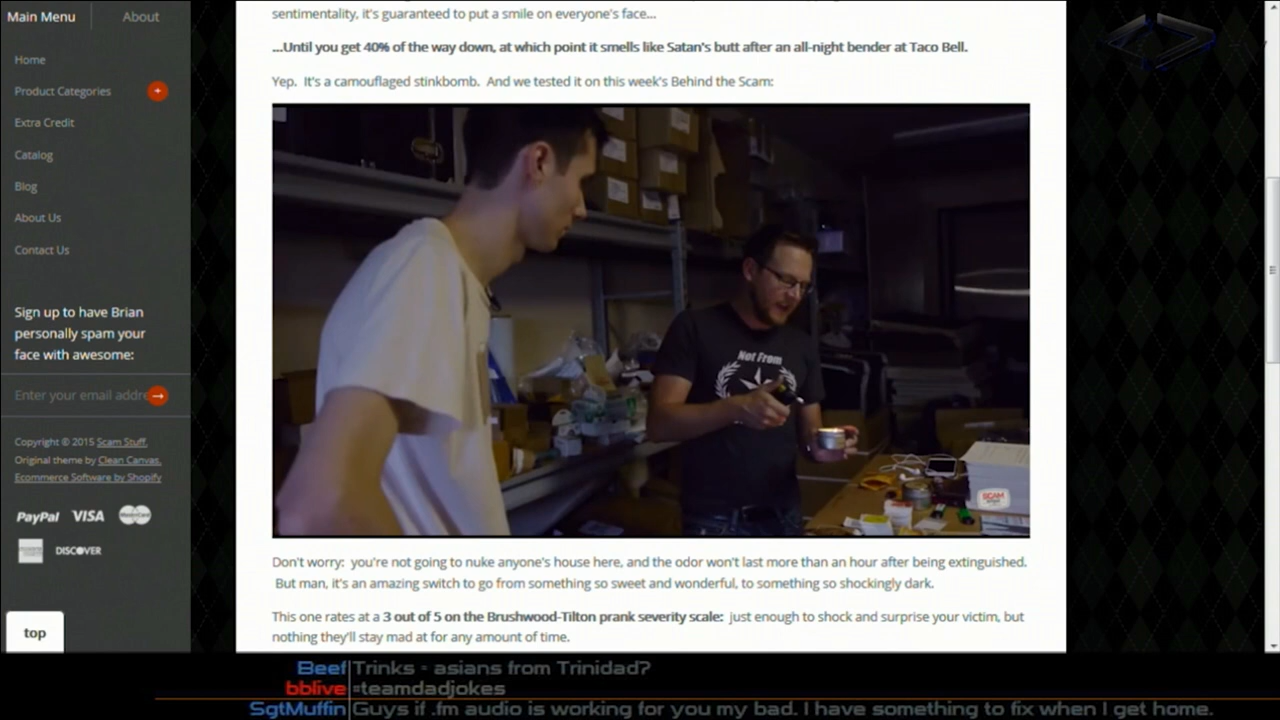 Main Menu
About
Home
Product Categories
Extra Credit
Catalog
Blog
About Us
Contact Us
Sign up to have Brian
personally spam your
face with awesome:
Enter your email addre
Copyright © 2015 Scam Stuff.
Original theme by Clean Canvas.
Ecommerce Software by Shopify
PayPal VISA
DISCOVER
top
sentimentality, it's guaranteed to put a smile on everyone's face...
...Until you get 40% of the way down, at which point it smells like Satan's butt after an all-night bender at Taco Bell.
Yep. It's a camouflaged stinkbomb. And we tested it on this week's Behind the Scam:
Not From
SCAM
Don't worry: you're not going to nuke anyone's house here, and the odor won't last more than an hour after being extinguished.
But man, it's an amazing switch to go from something so sweet and wonderful, to something so shockingly dark.
This one rates at a 3 out of 5 on the Brushwood-Tilton prank severity scale: just enough to shock and surprise your victim, but
nothing they'll stay mad at for any amount of time.
Beef Trinks = asians from Trinidad?
bblive =teamdadjokes
SgtMuffin Guys if .fm audio is working for you my bad. I have something to fix when I get home.